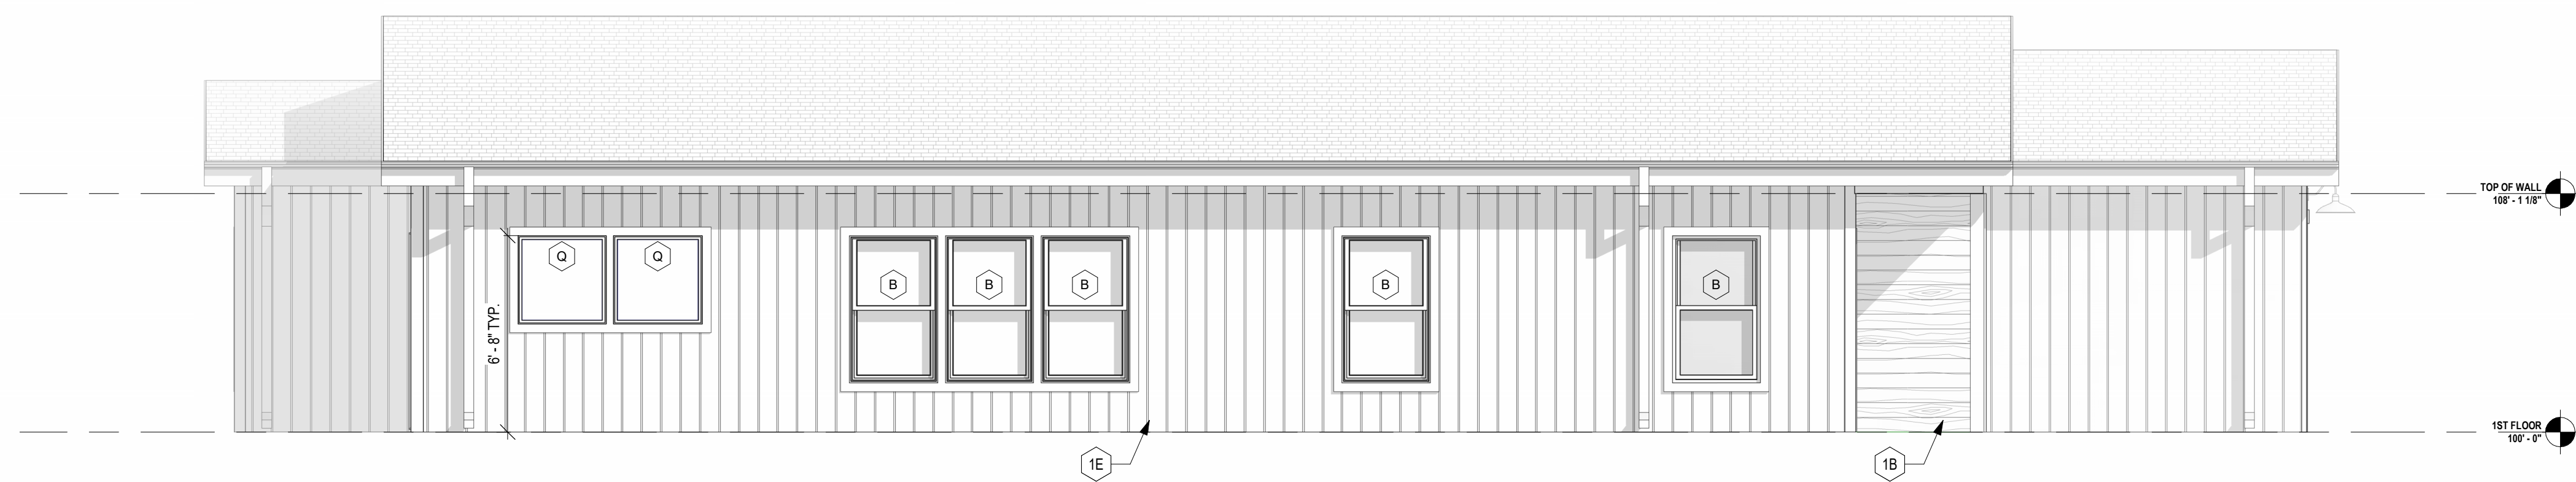 TOP OF WALL
108' - 1 1/8"
Q Q
B B B B B
6' - 8" TYP.
1ST FLOOR
100' - 0"
1E 1B